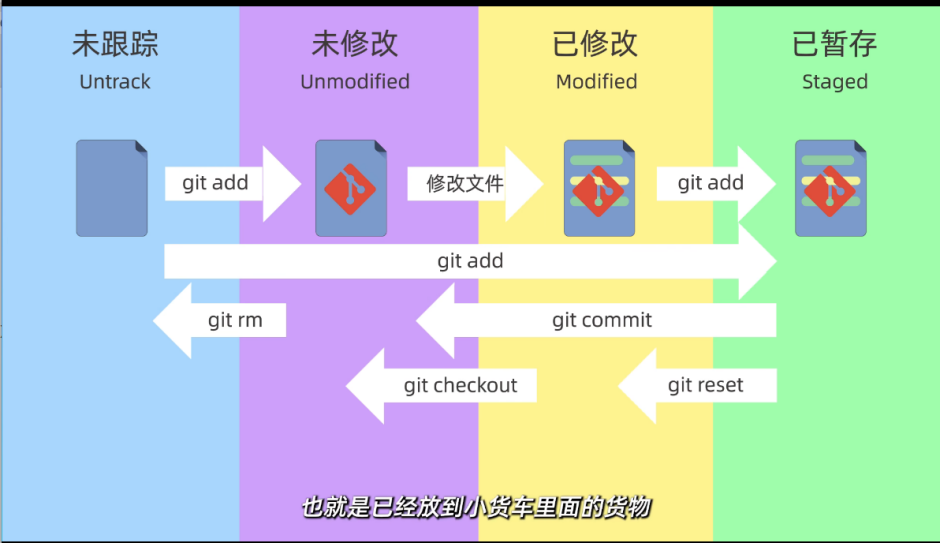 未跟踪 未修改 已修改 已暂存
Untrack Unmodified Modified Staged
git add 修改文件 git add
git add
git rm git commit
git checkout git reset
也就是已经放到小货车里面的货物